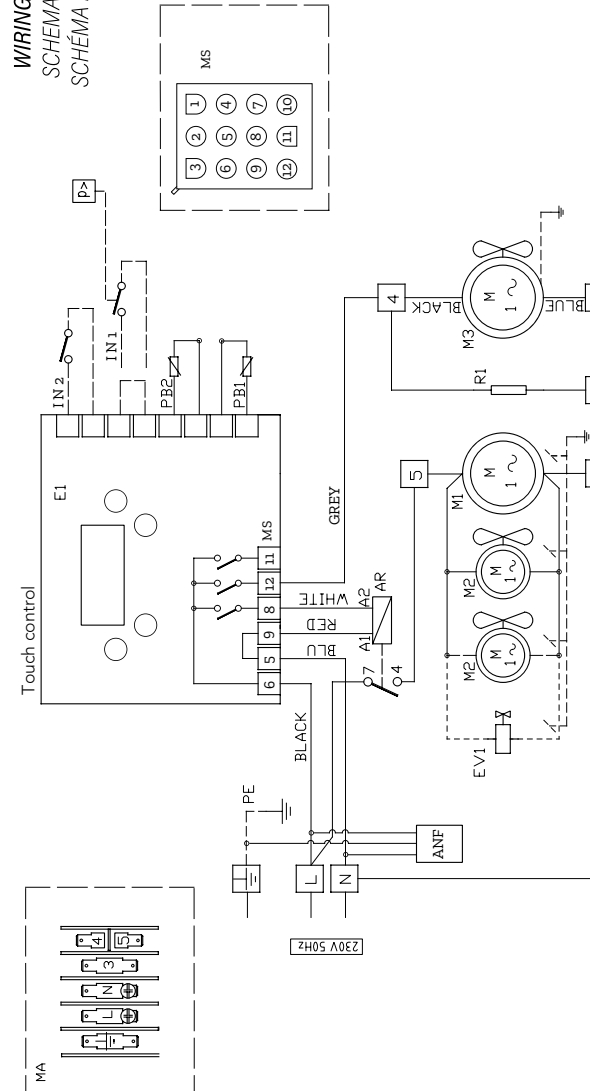 WIRING
SCHEMA
SCHÉMA
MS
1 4 7 10
2 5 8 11
3 6 9 12
p>
IN2
IN1
PB2
PB1
E1
Touch control
MS
6 5 9 8 12 11
BLACK
BLU
RED
WHITE
GREY
A1 A2
AR
7
4
PE
L
N
ANF
230V 50Hz
MA
L
N
3
4
5
4
BLACK
M3
M
1~
BLUE
R1
5
M1
M
1~
M2
M
1~
M2
M
1~
EV1